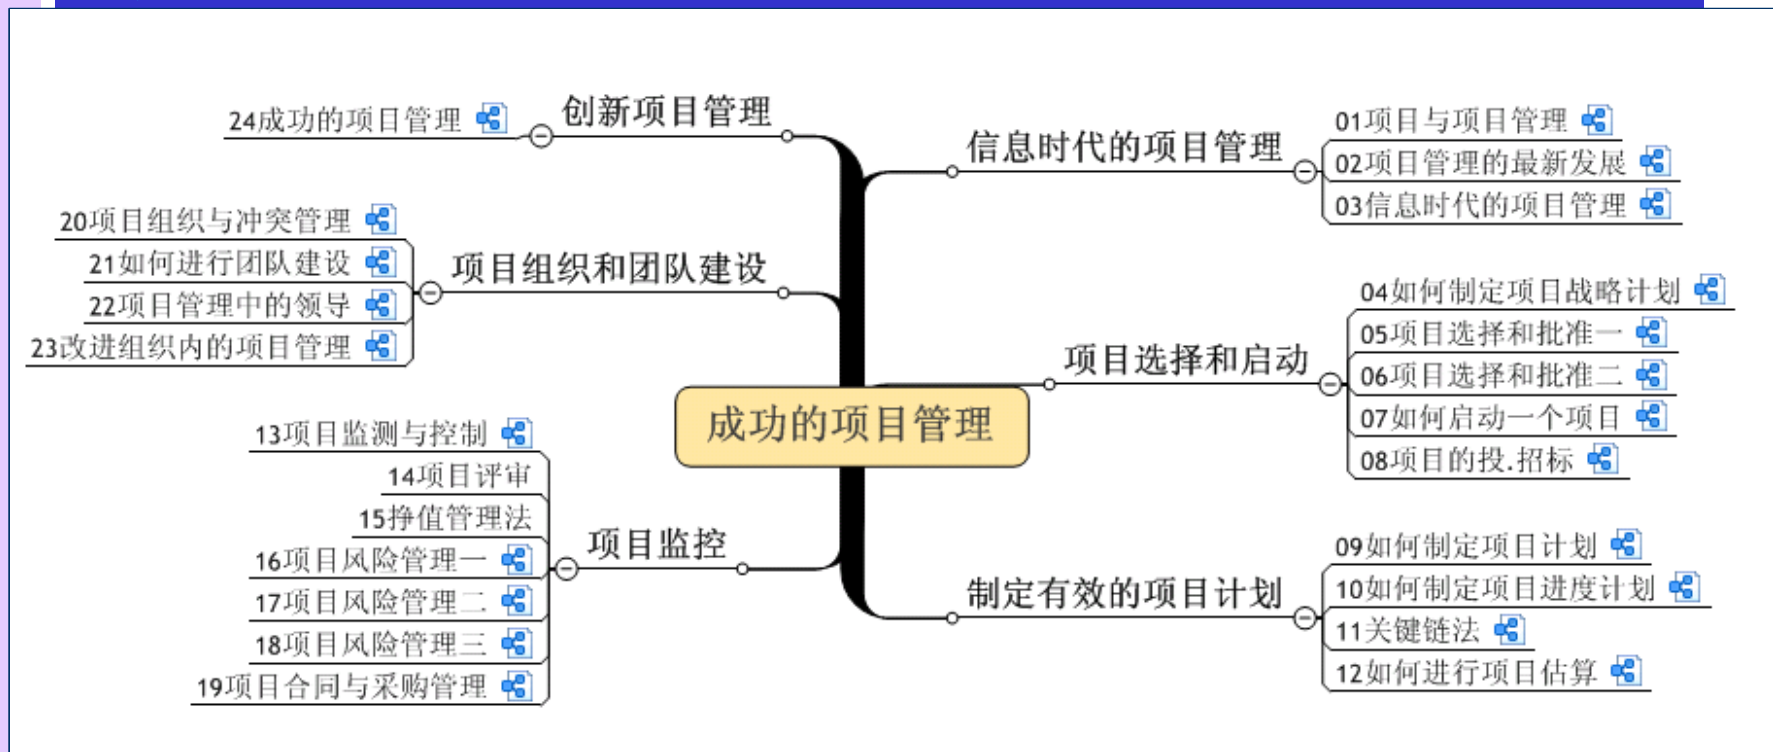 成功的项目管理
信息时代的项目管理
01项目与项目管理
02项目管理的最新发展
03信息时代的项目管理
项目选择和启动
04如何制定项目战略计划
05项目选择和批准一
06项目选择和批准二
07如何启动一个项目
08项目的投.招标
制定有效的项目计划
09如何制定项目计划
10如何制定项目进度计划
11关键链法
12如何进行项目估算
项目监控
13项目监测与控制
14项目评审
15挣值管理法
16项目风险管理一
17项目风险管理二
18项目风险管理三
19项目合同与采购管理
项目组织和团队建设
20项目组织与冲突管理
21如何进行团队建设
22项目管理中的领导
23改进组织内的项目管理
创新项目管理
24成功的项目管理